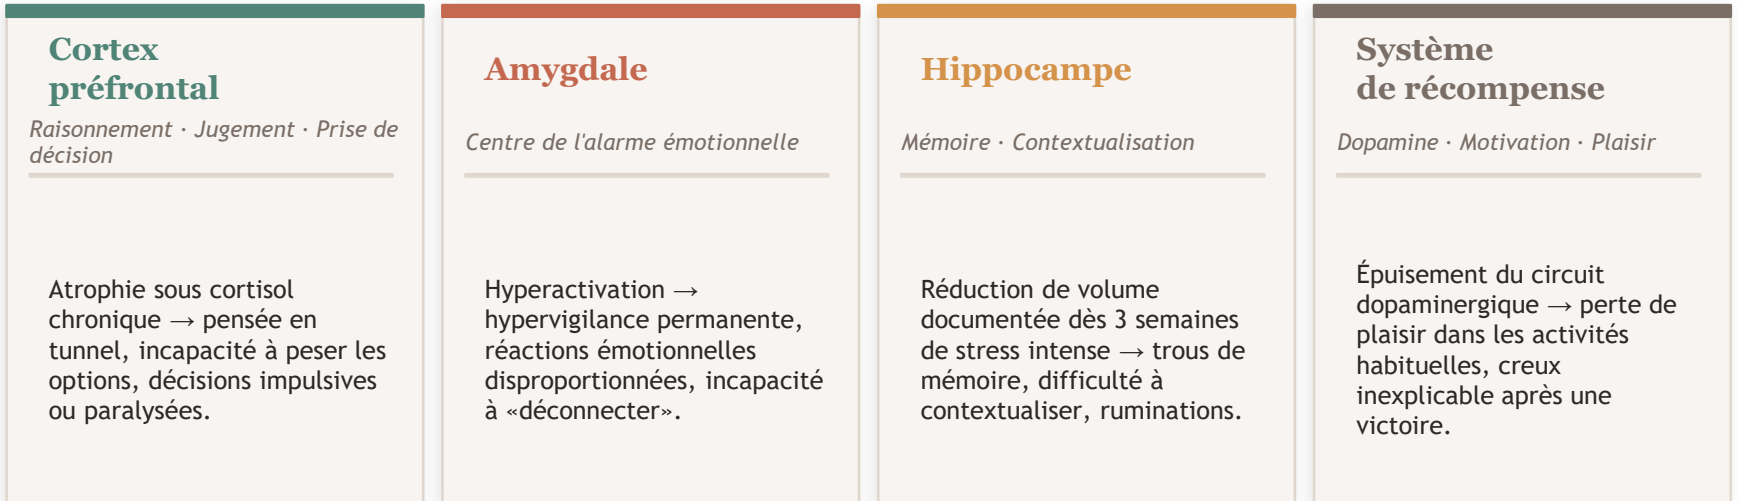 Cortex
préfrontal
Raisonnement · Jugement · Prise de
décision
Atrophie sous cortisol
chronique → pensée en
tunnel, incapacité à peser les
options, décisions impulsives
ou paralysées.
Amygdale
Centre de l'alarme émotionnelle
Hyperactivation →
hypervigilance permanente,
réactions émotionnelles
disproportionnées, incapacité
à «déconnecter».
Hippocampe
Mémoire · Contextualisation
Réduction de volume
documentée dès 3 semaines
de stress intense → trous de
mémoire, difficulté à
contextualiser, ruminations.
Système
de récompense
Dopamine · Motivation · Plaisir
Épuisement du circuit
dopaminergique → perte de
plaisir dans les activités
habituelles, creux
inexplicable après une
victoire.